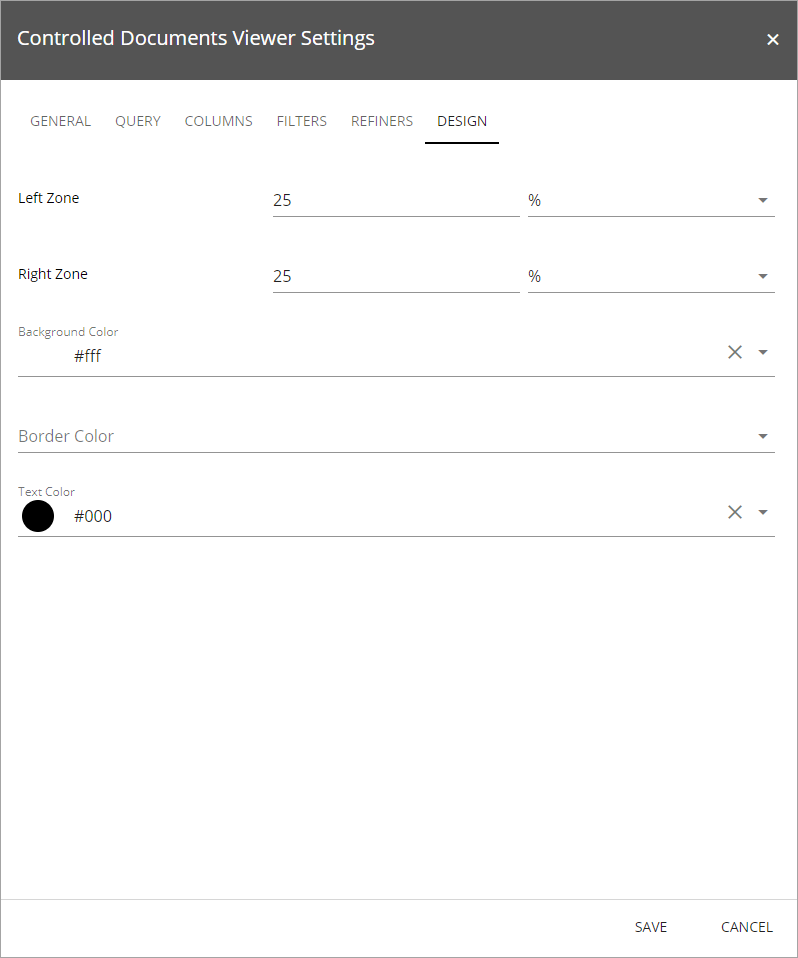 Controlled Documents Viewer Settings
GENERAL QUERY COLUMNS FILTERS REFINERS DESIGN
Left Zone 25 %
Right Zone 25 %
Background Color
#fff
Border Color
Text Color
#000
SAVE CANCEL